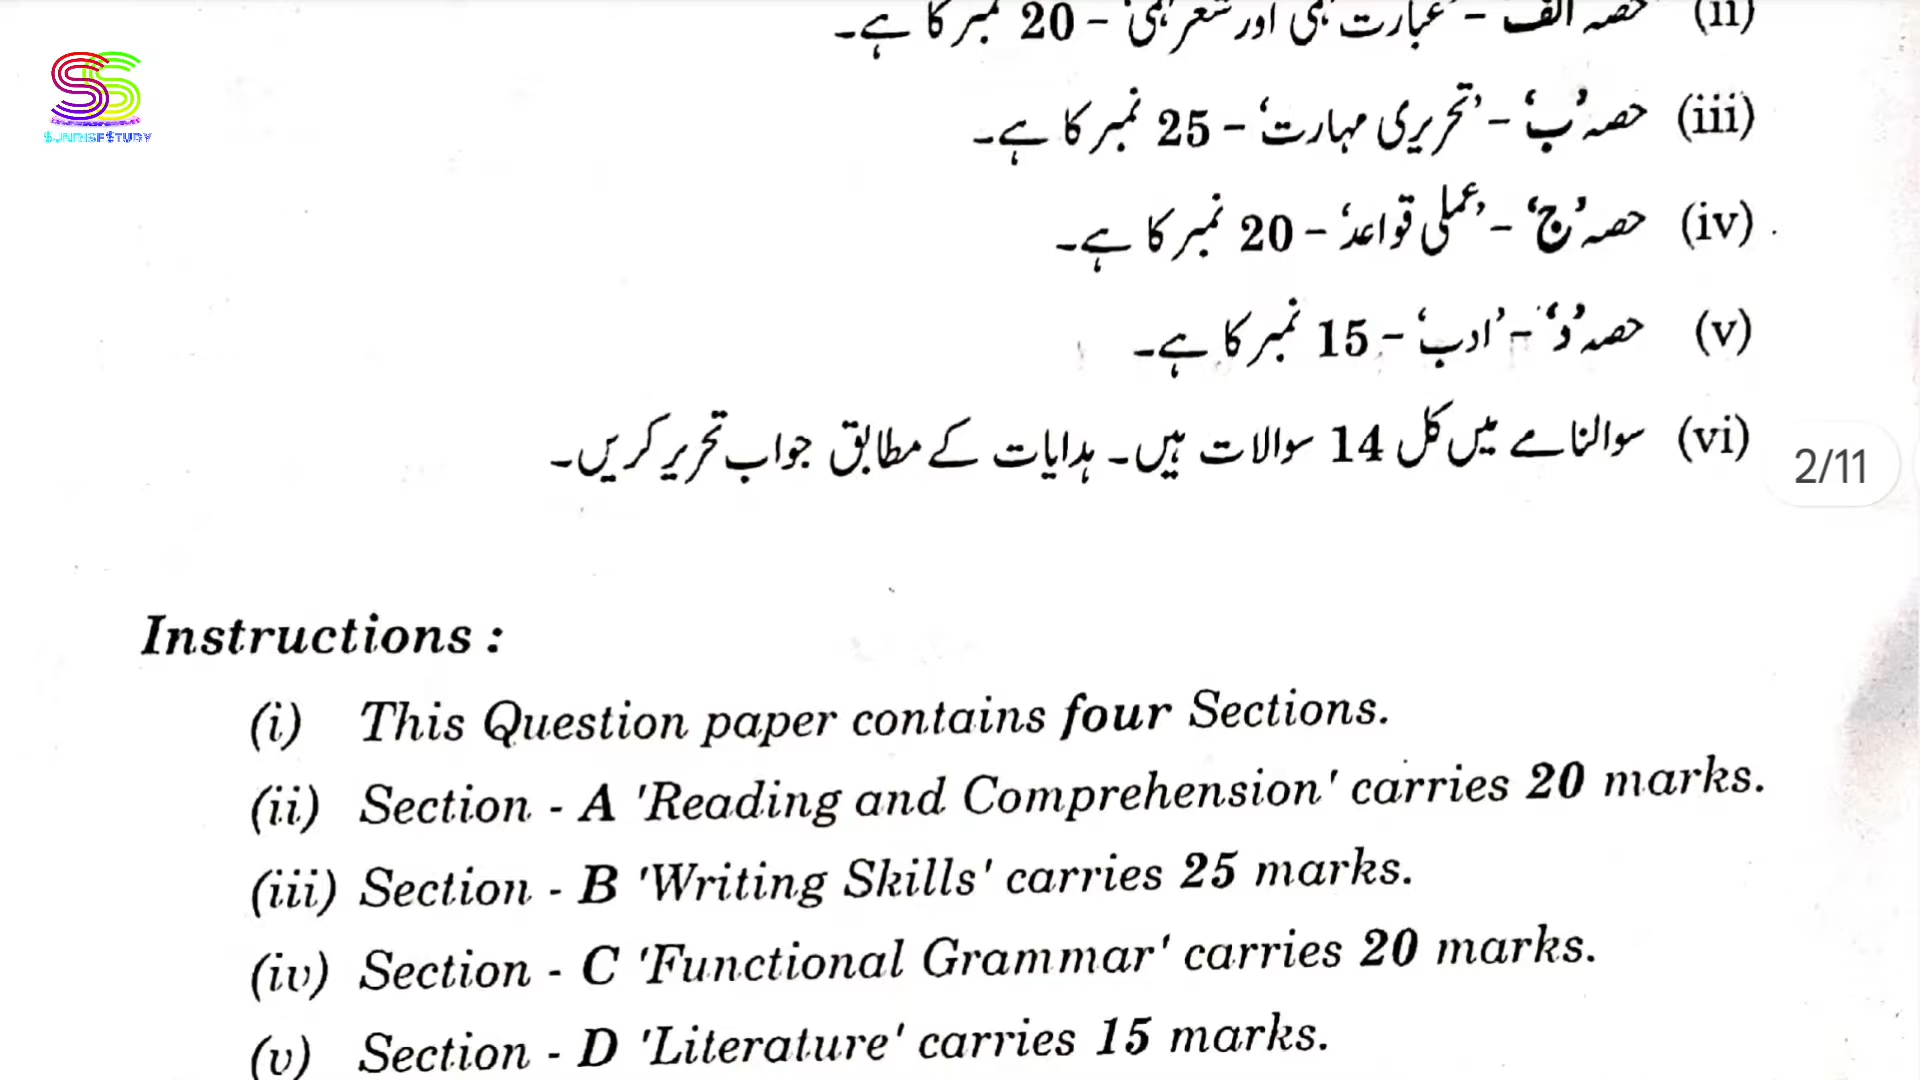 SUNRISE STUDY
(ii) حصہ 'الف' - 'عبارت فہمی اور شعر فہمی' - 20 نمبر کا ہے۔
(iii) حصہ 'ب' - 'تحریری مہارت' - 25 نمبر کا ہے۔
(iv) حصہ 'ج' - 'عملی قواعد' - 20 نمبر کا ہے۔
(v) حصہ 'د' - 'ادب' - 15 نمبر کا ہے۔
(vi) سوالنامے میں کل 14 سوالات ہیں۔ ہدایات کے مطابق جواب تحریر کریں۔
2/11
Instructions :
(i) This Question paper contains four Sections.
(ii) Section - A 'Reading and Comprehension' carries 20 marks.
(iii) Section - B 'Writing Skills' carries 25 marks.
(iv) Section - C 'Functional Grammar' carries 20 marks.
(v) Section - D 'Literature' carries 15 marks.